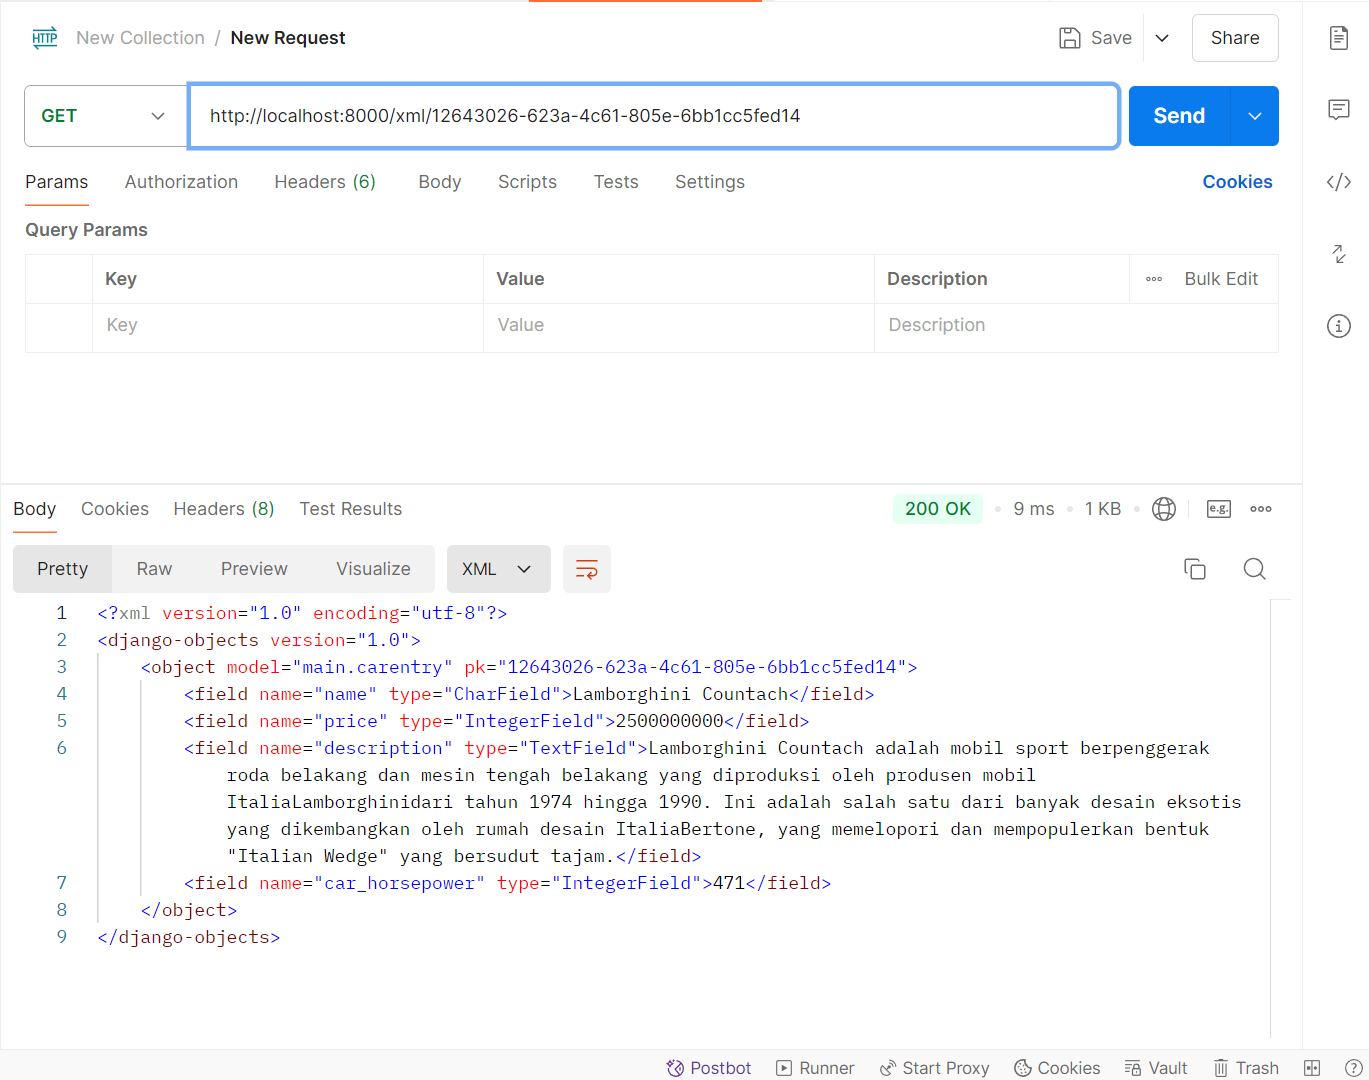 HTTP New Collection / New Request Save Share
GET http://localhost:8000/xml/12643026-623a-4c61-805e-6bb1cc5fed14 Send
Params Authorization Headers (6) Body Scripts Tests Settings Cookies
Query Params
Key Value Description Bulk Edit
Key Value Description
Body Cookies Headers (8) Test Results 200 OK 9 ms 1 KB e.g.
Pretty Raw Preview Visualize XML
1 <?xml version="1.0" encoding="utf-8"?>
2 <django-objects version="1.0">
3 <object model="main.carentry" pk="12643026-623a-4c61-805e-6bb1cc5fed14">
4 <field name="name" type="CharField">Lamborghini Countach</field>
5 <field name="price" type="IntegerField">2500000000</field>
6 <field name="description" type="TextField">Lamborghini Countach adalah mobil sport berpenggerak
roda belakang dan mesin tengah belakang yang diproduksi oleh produsen mobil
ItaliaLamborghinidari tahun 1974 hingga 1990. Ini adalah salah satu dari banyak desain eksotis
yang dikembangkan oleh rumah desain ItaliaBertone, yang memelopori dan mempopulerkan bentuk
"Italian Wedge" yang bersudut tajam.</field>
7 <field name="car_horsepower" type="IntegerField">471</field>
8 </object>
9 </django-objects>
Postbot Runner Start Proxy Cookies Vault Trash